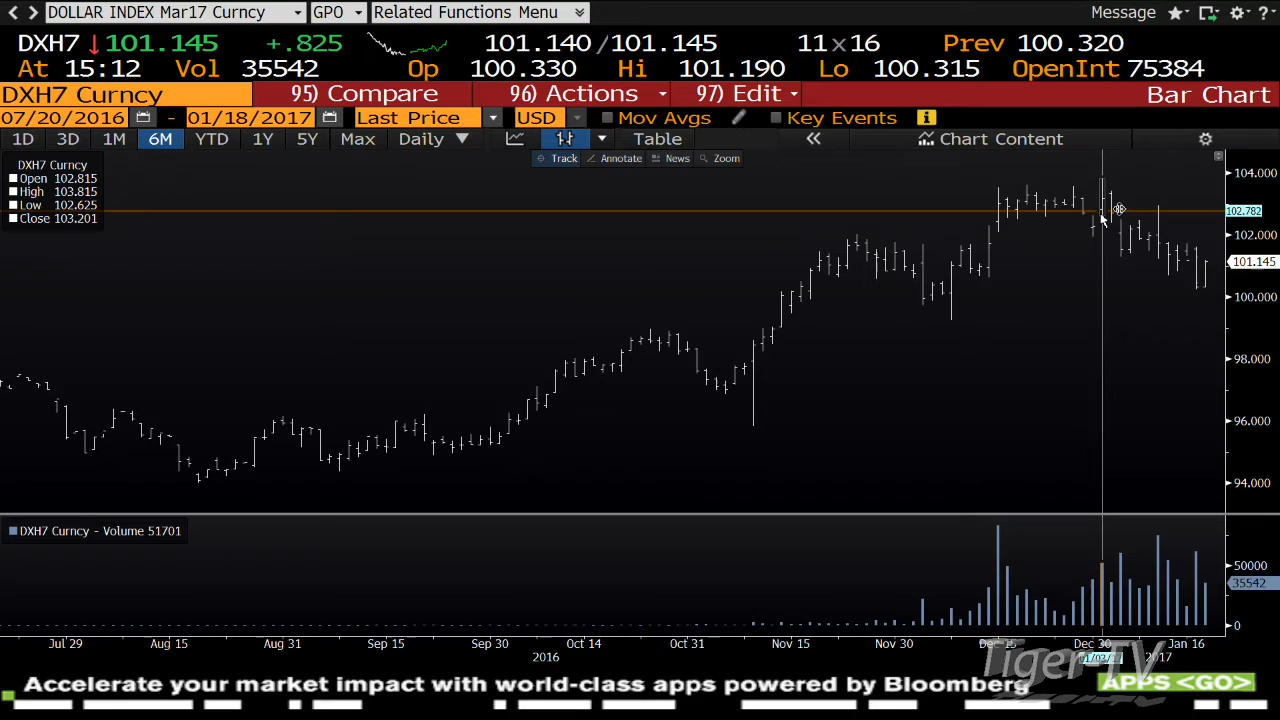 DOLLAR INDEX Mar17 Curncy GPO Related Functions Menu Message ?
DXH7 101.145 +.825 101.140/101.145 11x16 Prev 100.320
At 15:12 Vol 35542 Op 100.330 Hi 101.190 Lo 100.315 OpenInt 75384
DXH7 Curncy 95) Compare 96) Actions 97) Edit Bar Chart
07/20/2016 - 01/18/2017 Last Price USD Mov Avgs Key Events i
1D 3D 1M 6M YTD 1Y 5Y Max Daily Table « Chart Content
Track Annotate News Zoom
DXH7 Curncy
Open 102.815
High 103.815
Low 102.625
Close 103.201
104.000
102.782
102.000
101.145
100.000
98.000
96.000
94.000
DXH7 Curncy - Volume 51701
50000
35542
0
Jul 29 Aug 15 Aug 31 Sep 15 Sep 30 Oct 14 Oct 31 Nov 15 Nov 30 Dec 15 Dec 30 Jan 16
2016 2017
Tiger-TV
Accelerate your market impact with world-class apps powered by Bloomberg APPS <GO>